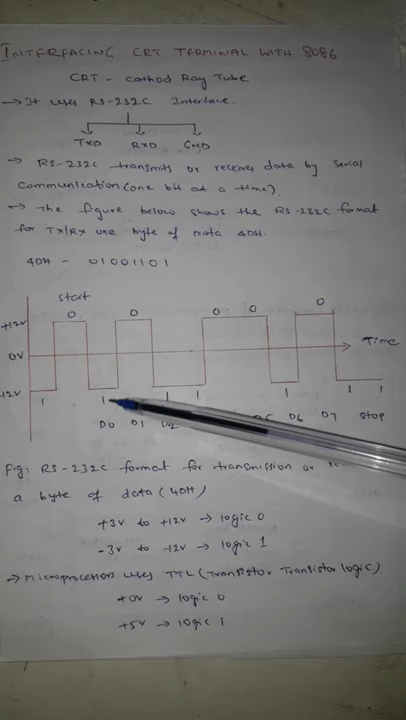 INTERFACING CRT TERMINAL WITH 8086
CRT - cathod Ray Tube
→ It uses RS-232C Interface.
TXD RXD GND
→ RS-232C transmits or receives data by serial
communication (one bit at a time).
→ The figure below shows the RS-232C format
for TX/RX one byte of Data 4DH.
4DH - 01001101
start
0 0 0 0 0
+12V
0V
Time
-12V
1 1 1 1 1 1 1
D0 D1 D2 D6 D7 stop
Fig: RS-232C format for transmission or
a byte of data (4DH)
+3V to +12V → logic 0
-3V to -12V → logic 1
→ Microprocessor uses TTL (Transistor Transistor logic)
+0V → logic 0
+5V → logic 1